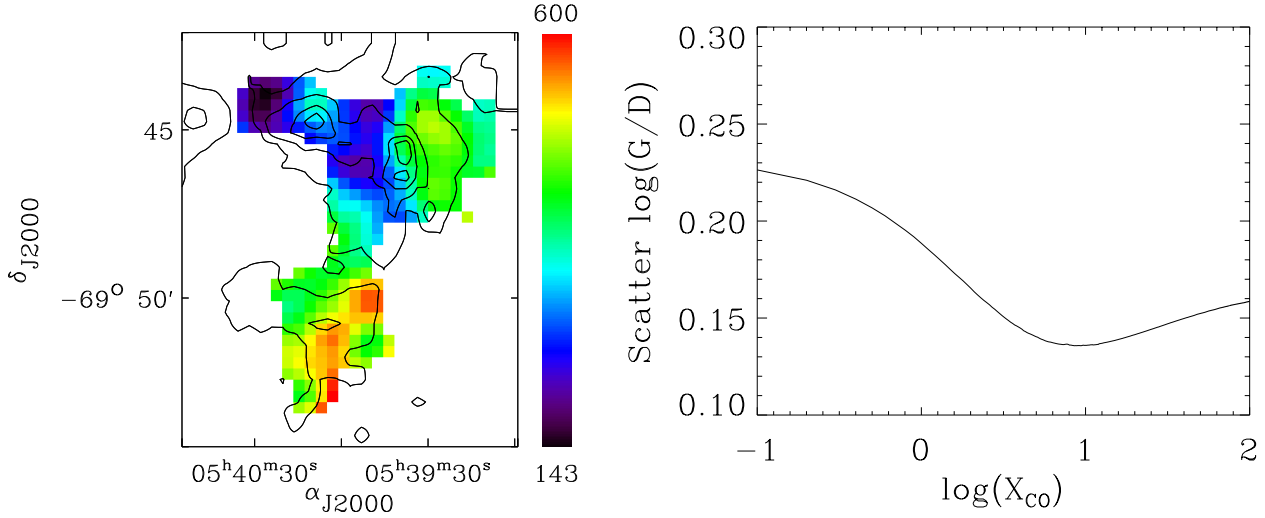 600
45
−69° 50′
δJ2000
05h40m30s 05h39m30s
143
αJ2000
0.30
0.25
0.20
0.15
0.10
Scatter log(G/D)
−1 0 1 2
log(XCO)